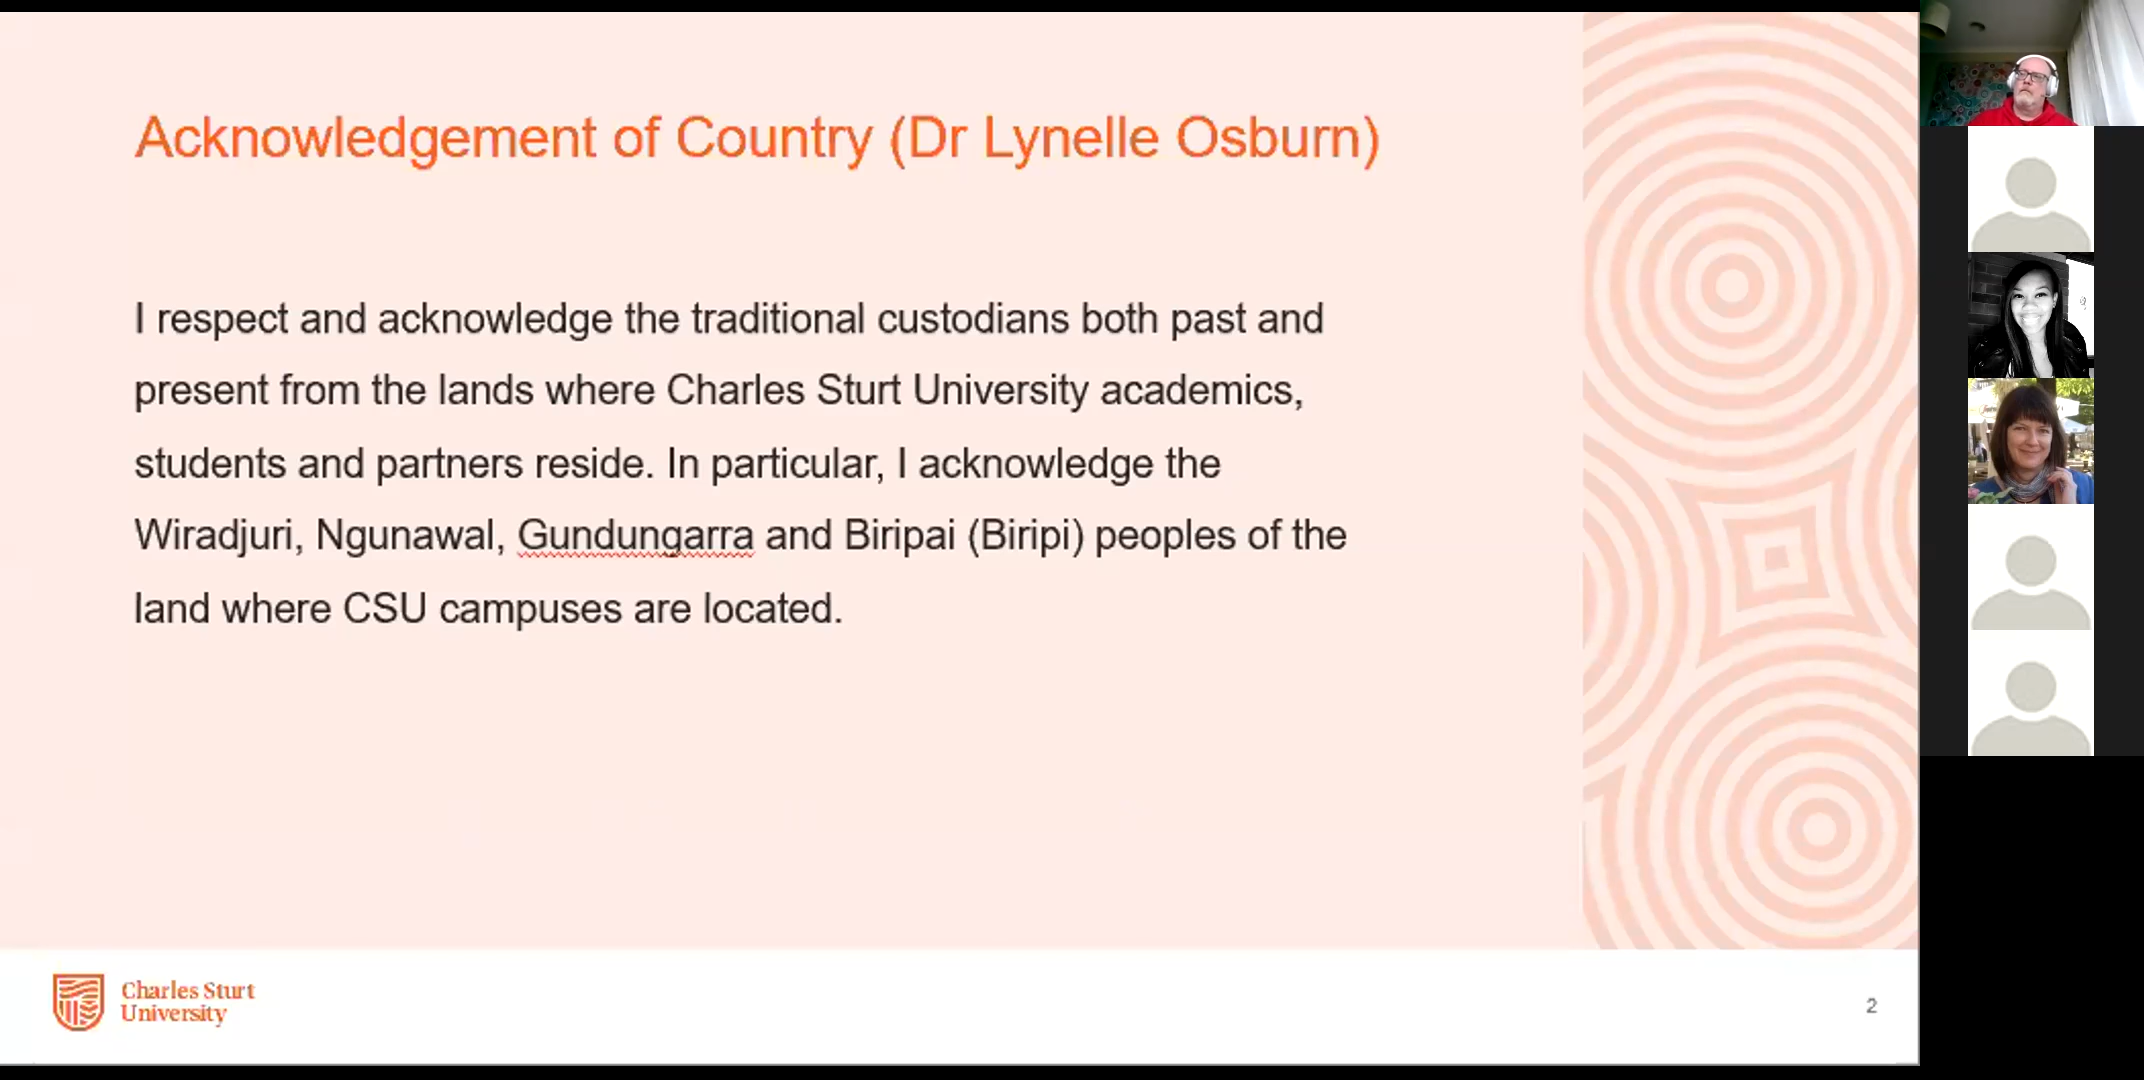 Acknowledgement of Country (Dr Lynelle Osburn)
I respect and acknowledge the traditional custodians both past and
present from the lands where Charles Sturt University academics,
students and partners reside. In particular, I acknowledge the
Wiradjuri, Ngunawal, Gundungarra and Biripai (Biripi) peoples of the
land where CSU campuses are located.
Charles Sturt
University
2